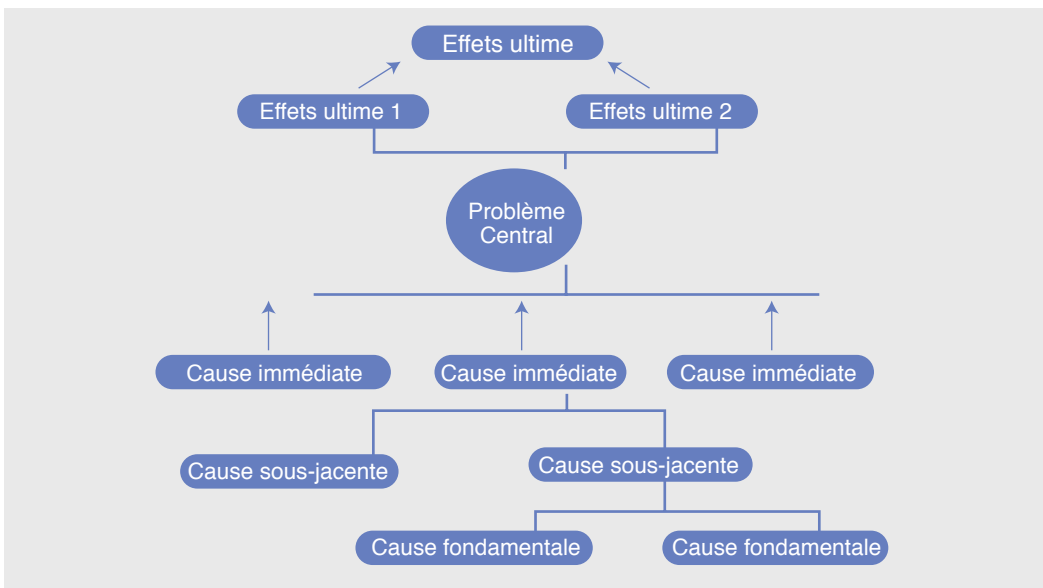 Effets ultime
Effets ultime 1
Effets ultime 2
Problème
Central
Cause immédiate
Cause immédiate
Cause immédiate
Cause sous-jacente
Cause sous-jacente
Cause fondamentale
Cause fondamentale